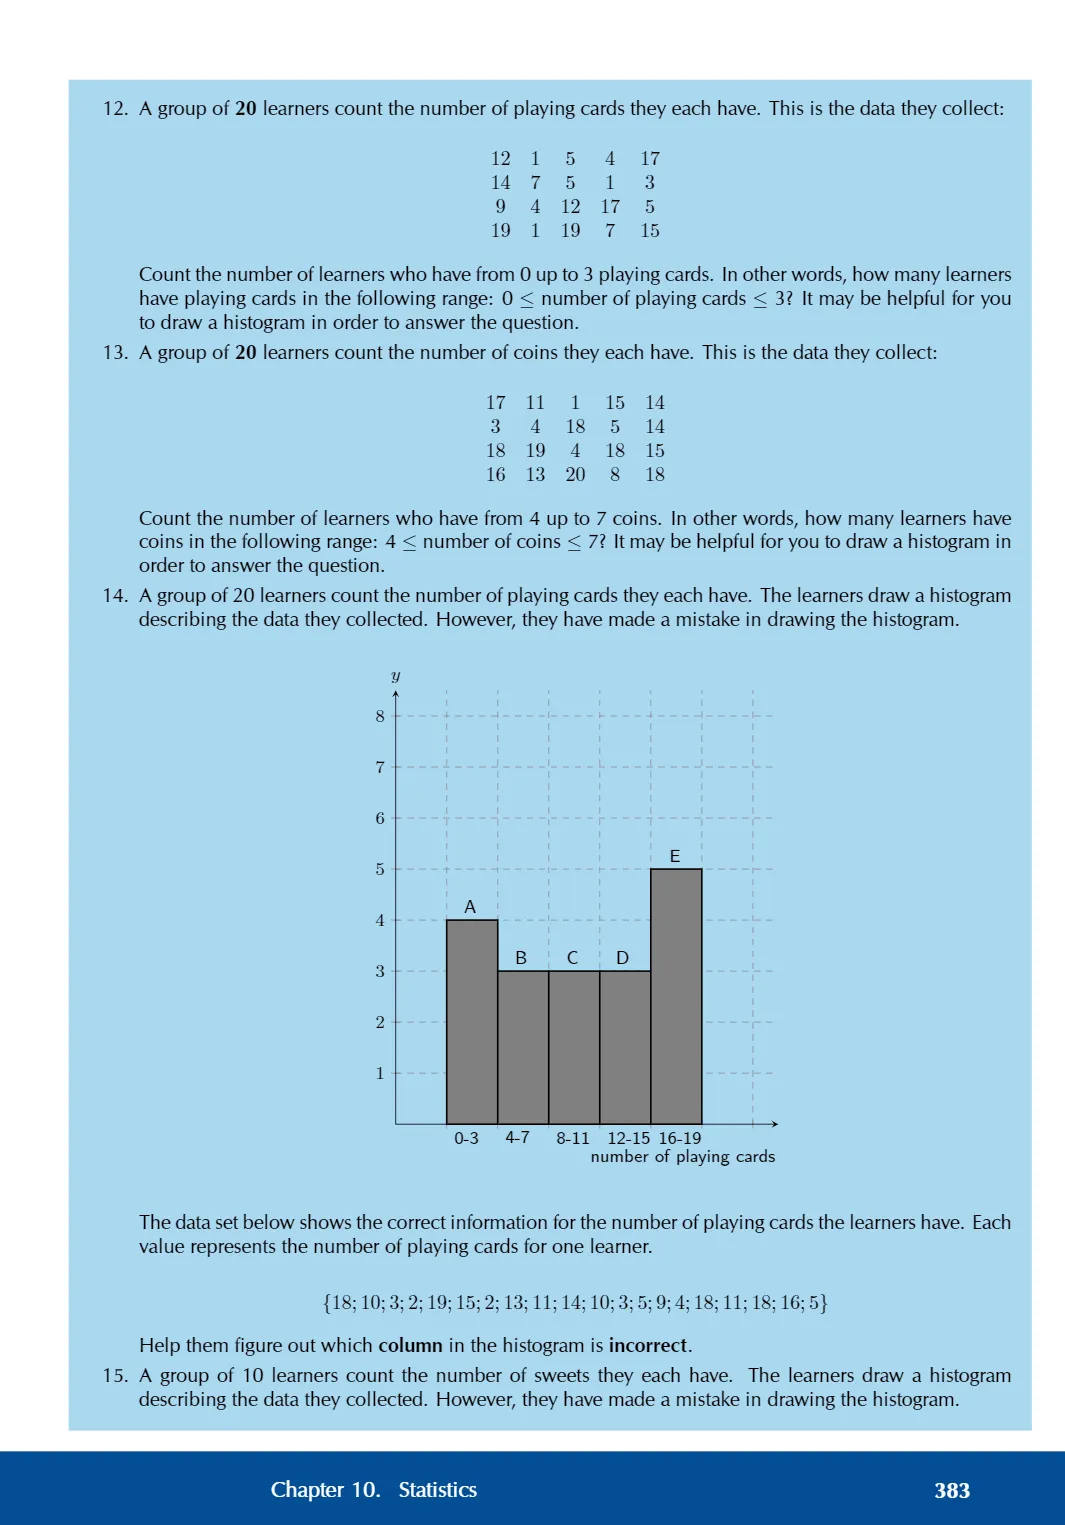 12. A group of 20 learners count the number of playing cards they each have. This is the data they collect:
12 1 5 4 17
14 7 5 1 3
9 4 12 17 5
19 1 19 7 15
Count the number of learners who have from 0 up to 3 playing cards. In other words, how many learners
have playing cards in the following range: 0 ≤ number of playing cards ≤ 3? It may be helpful for you
to draw a histogram in order to answer the question.
13. A group of 20 learners count the number of coins they each have. This is the data they collect:
17 11 1 15 14
3 4 18 5 14
18 19 4 18 15
16 13 20 8 18
Count the number of learners who have from 4 up to 7 coins. In other words, how many learners have
coins in the following range: 4 ≤ number of coins ≤ 7? It may be helpful for you to draw a histogram in
order to answer the question.
14. A group of 20 learners count the number of playing cards they each have. The learners draw a histogram
describing the data they collected. However, they have made a mistake in drawing the histogram.
y
8
7
6
E
5
A
4
B C D
3
2
1
0-3 4-7 8-11 12-15 16-19
number of playing cards
The data set below shows the correct information for the number of playing cards the learners have. Each
value represents the number of playing cards for one learner.
{18; 10; 3; 2; 19; 15; 2; 13; 11; 14; 10; 3; 5; 9; 4; 18; 11; 18; 16; 5}
Help them figure out which column in the histogram is incorrect.
15. A group of 10 learners count the number of sweets they each have. The learners draw a histogram
describing the data they collected. However, they have made a mistake in drawing the histogram.
Chapter 10. Statistics 383